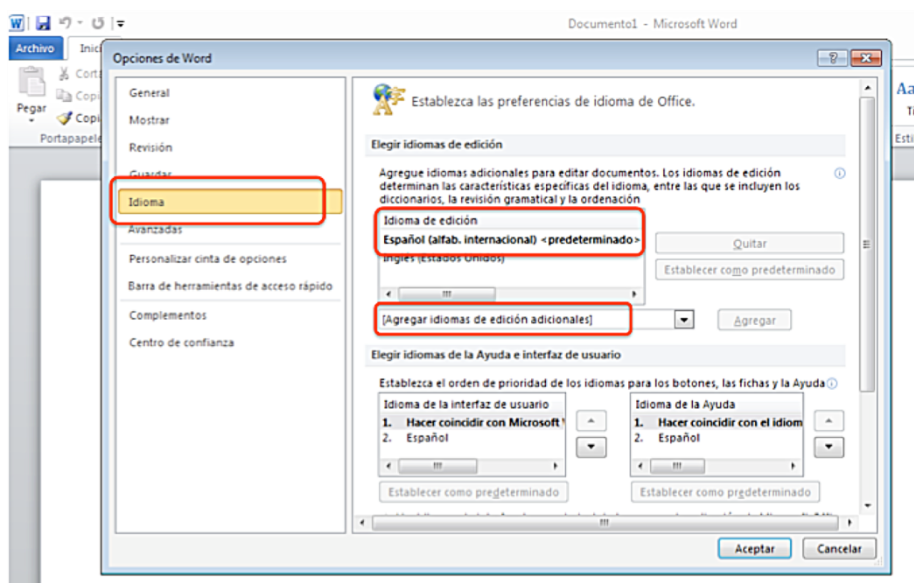 Documento1 - Microsoft Word
Archivo
Pegar
Opciones de Word
General
Mostrar
Revisión
Guardar
Idioma
Avanzadas
Personalizar cinta de opciones
Barra de herramientas de acceso rápido
Complementos
Centro de confianza
Establezca las preferencias de idioma de Office.
Elegir idiomas de edición
Agregue idiomas adicionales para editar documentos. Los idiomas de edición
determinan las características específicas del idioma, entre las que se incluyen los
diccionarios, la revisión gramatical y la ordenación
Idioma de edición
Español (alfab. internacional) <predeterminado>
Inglés (Estados Unidos)
Quitar
Establecer como predeterminado
[Agregar idiomas de edición adicionales]
Agregar
Elegir idiomas de la Ayuda e interfaz de usuario
Establezca el orden de prioridad de los idiomas para los botones, las fichas y la Ayuda
Idioma de la interfaz de usuario
1. Hacer coincidir con Microsoft
2. Español
Establecer como predeterminado
Idioma de la Ayuda
1. Hacer coincidir con el idiom
2. Español
Establecer como predeterminado
Aceptar
Cancelar